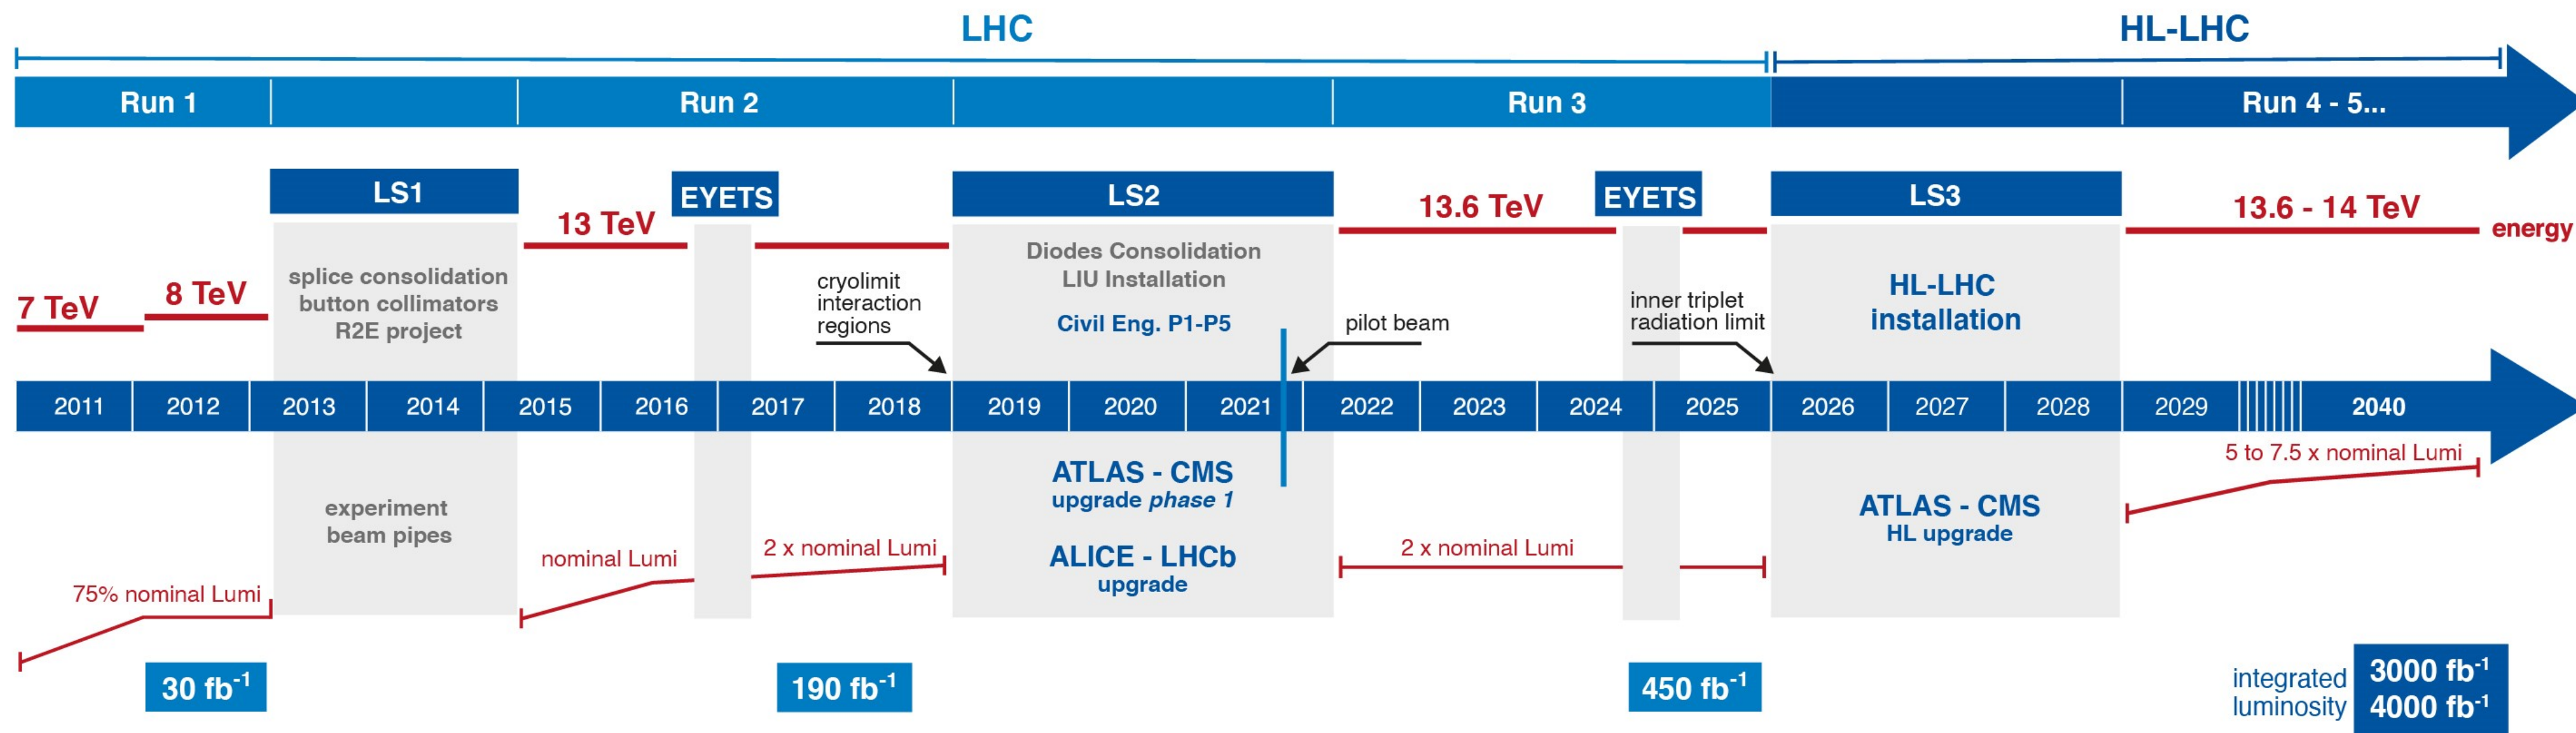 LHC
HL-LHC
Run 1
Run 2
Run 3
Run 4 - 5...
LS1
EYETS
LS2
EYETS
LS3
13 TeV
13.6 TeV
13.6 - 14 TeV
energy
7 TeV
8 TeV
splice consolidation
button collimators
R2E project
cryolimit
interaction
regions
Diodes Consolidation
LIU Installation
Civil Eng. P1-P5
pilot beam
inner triplet
radiation limit
HL-LHC
installation
2011
2012
2013
2014
2015
2016
2017
2018
2019
2020
2021
2022
2023
2024
2025
2026
2027
2028
2029
2040
experiment
beam pipes
ATLAS - CMS
upgrade phase 1
ALICE - LHCb
upgrade
ATLAS - CMS
HL upgrade
5 to 7.5 x nominal Lumi
75% nominal Lumi
nominal Lumi
2 x nominal Lumi
2 x nominal Lumi
30 fb⁻¹
190 fb⁻¹
450 fb⁻¹
integrated
luminosity
3000 fb⁻¹
4000 fb⁻¹